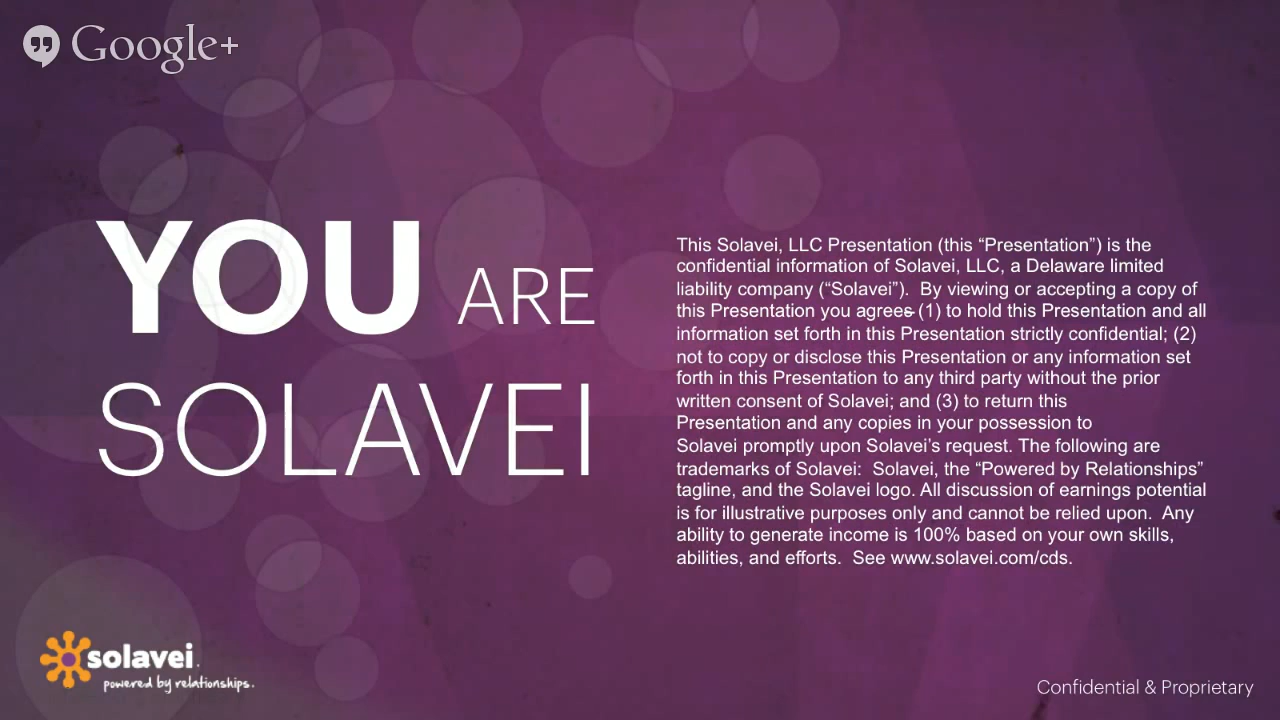 Google+
YOU ARE
SOLAVEI
This Solavei, LLC Presentation (this “Presentation”) is the
confidential information of Solavei, LLC, a Delaware limited
liability company (“Solavei”).  By viewing or accepting a copy of
this Presentation you agrees (1) to hold this Presentation and all
information set forth in this Presentation strictly confidential; (2)
not to copy or disclose this Presentation or any information set
forth in this Presentation to any third party without the prior
written consent of Solavei; and (3) to return this
Presentation and any copies in your possession to
Solavei promptly upon Solavei’s request. The following are
trademarks of Solavei:  Solavei, the “Powered by Relationships”
tagline, and the Solavei logo. All discussion of earnings potential
is for illustrative purposes only and cannot be relied upon.  Any
ability to generate income is 100% based on your own skills,
abilities, and efforts.  See www.solavei.com/cds.
solavei.
powered by relationships.
Confidential & Proprietary